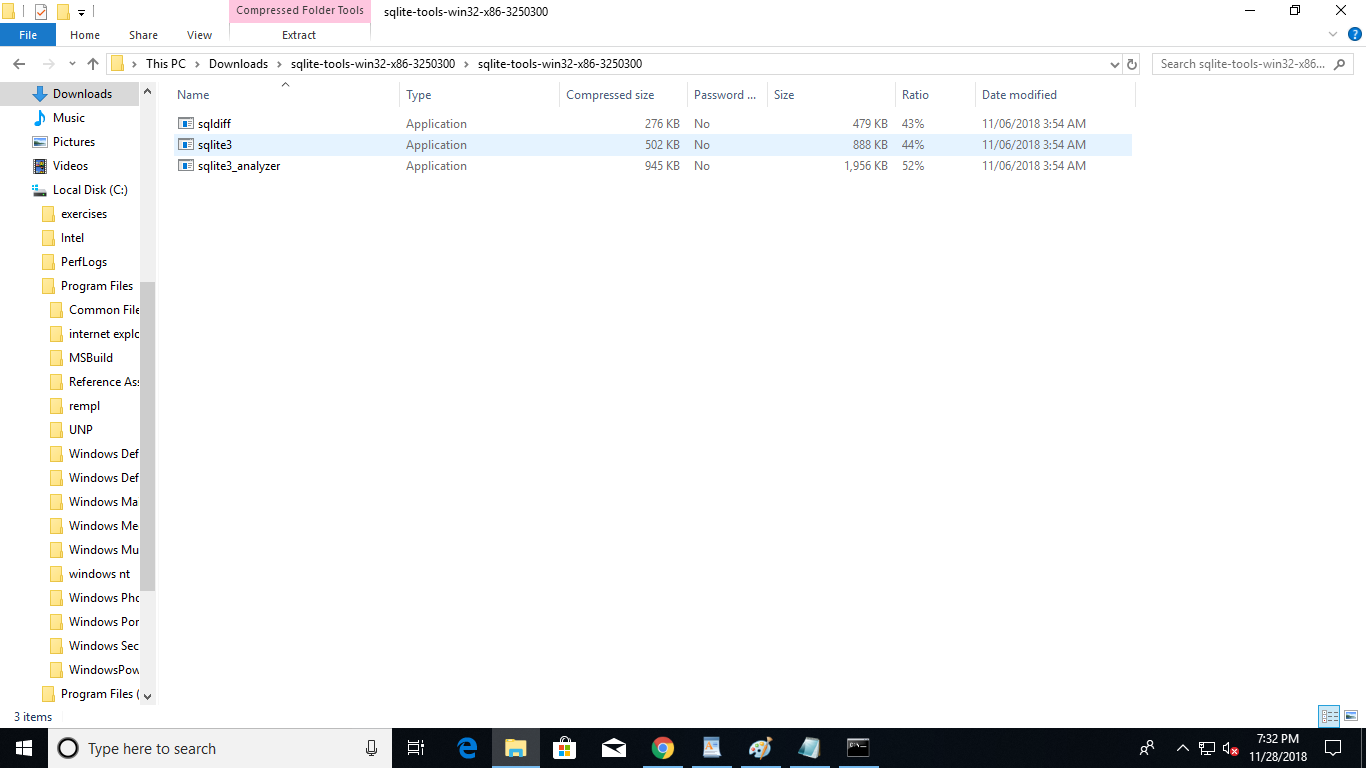 Compressed Folder Tools
sqlite-tools-win32-x86-3250300
File
Home
Share
View
Extract
This PC
Downloads
sqlite-tools-win32-x86-3250300
sqlite-tools-win32-x86-3250300
Search sqlite-tools-win32-x86...
Downloads
Music
Pictures
Videos
Local Disk (C:)
exercises
Intel
PerfLogs
Program Files
Common File
internet explo
MSBuild
Reference Ass
rempl
UNP
Windows Def
Windows Def
Windows Ma
Windows Me
Windows Mu
windows nt
Windows Pho
Windows Por
Windows Sec
WindowsPow
Program Files (
Name Type Compressed size Password ... Size Ratio Date modified
sqldiff Application 276 KB No 479 KB 43% 11/06/2018 3:54 AM
sqlite3 Application 502 KB No 888 KB 44% 11/06/2018 3:54 AM
sqlite3_analyzer Application 945 KB No 1,956 KB 52% 11/06/2018 3:54 AM
3 items
Type here to search
7:32 PM
11/28/2018